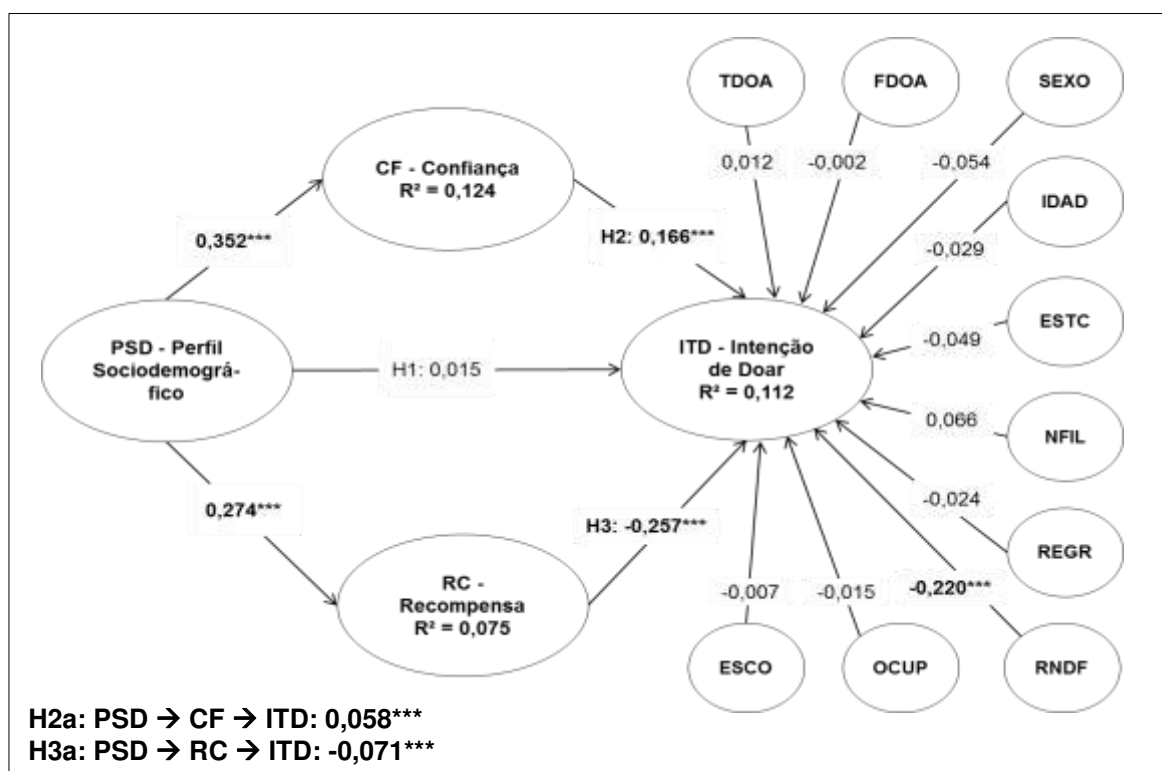 TDOA
FDOA
SEXO
CF - Confiança
R² = 0,124
0,012
-0,002
-0,054
IDAD
0,352***
H2: 0,166***
-0,029
ESTC
-0,049
PSD - Perfil
Sociodemográ-
fico
H1: 0,015
ITD - Intenção
de Doar
R² = 0,112
0,066
NFIL
0,274***
H3: -0,257***
-0,024
REGR
RC -
Recompensa
R² = 0,075
-0,007
-0,015
-0,220***
ESCO
OCUP
RNDF
H2a: PSD → CF → ITD: 0,058***
H3a: PSD → RC → ITD: -0,071***